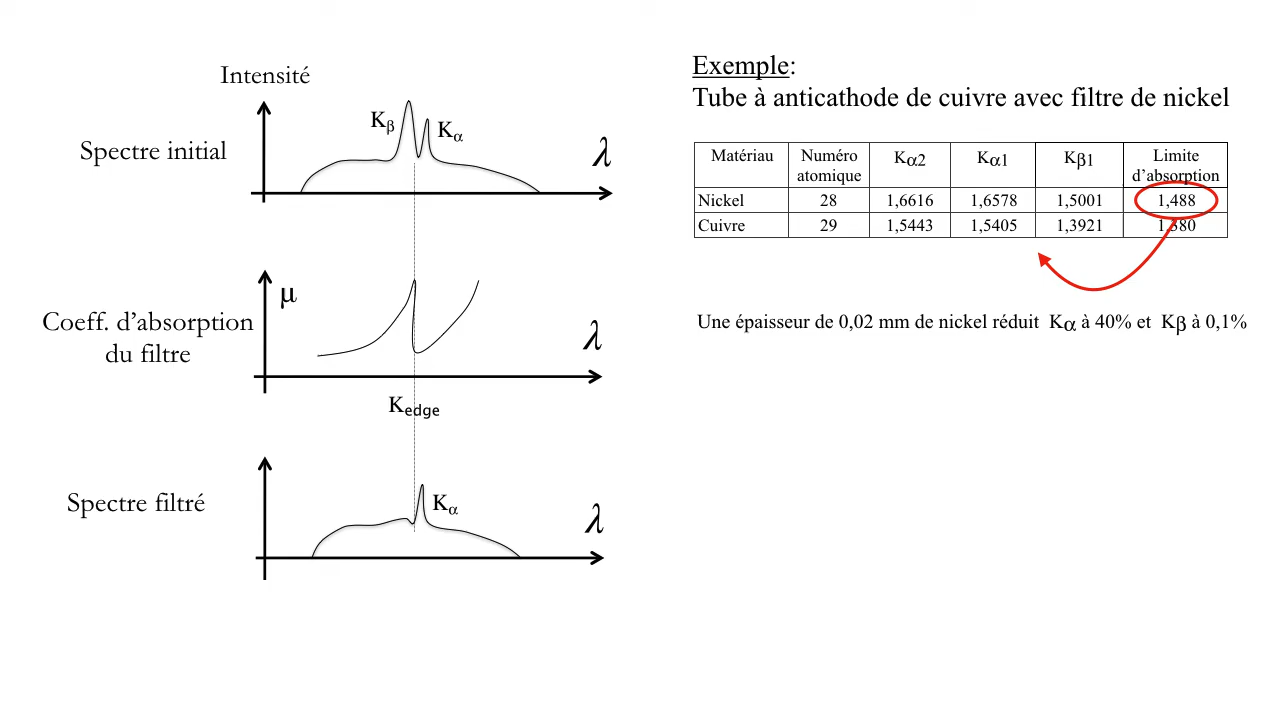 Intensité
Spectre initial
Kβ
Kα
λ
μ
Coeff. d’absorption
du filtre
λ
Kedge
Spectre filtré
Kα
λ
Exemple:
Tube à anticathode de cuivre avec filtre de nickel
Matériau Numéro atomique Kα2 Kα1 Kβ1 Limite d’absorption
Nickel 28 1,6616 1,6578 1,5001 1,488
Cuivre 29 1,5443 1,5405 1,3921 1,380
Une épaisseur de 0,02 mm de nickel réduit Kα à 40% et Kβ à 0,1%